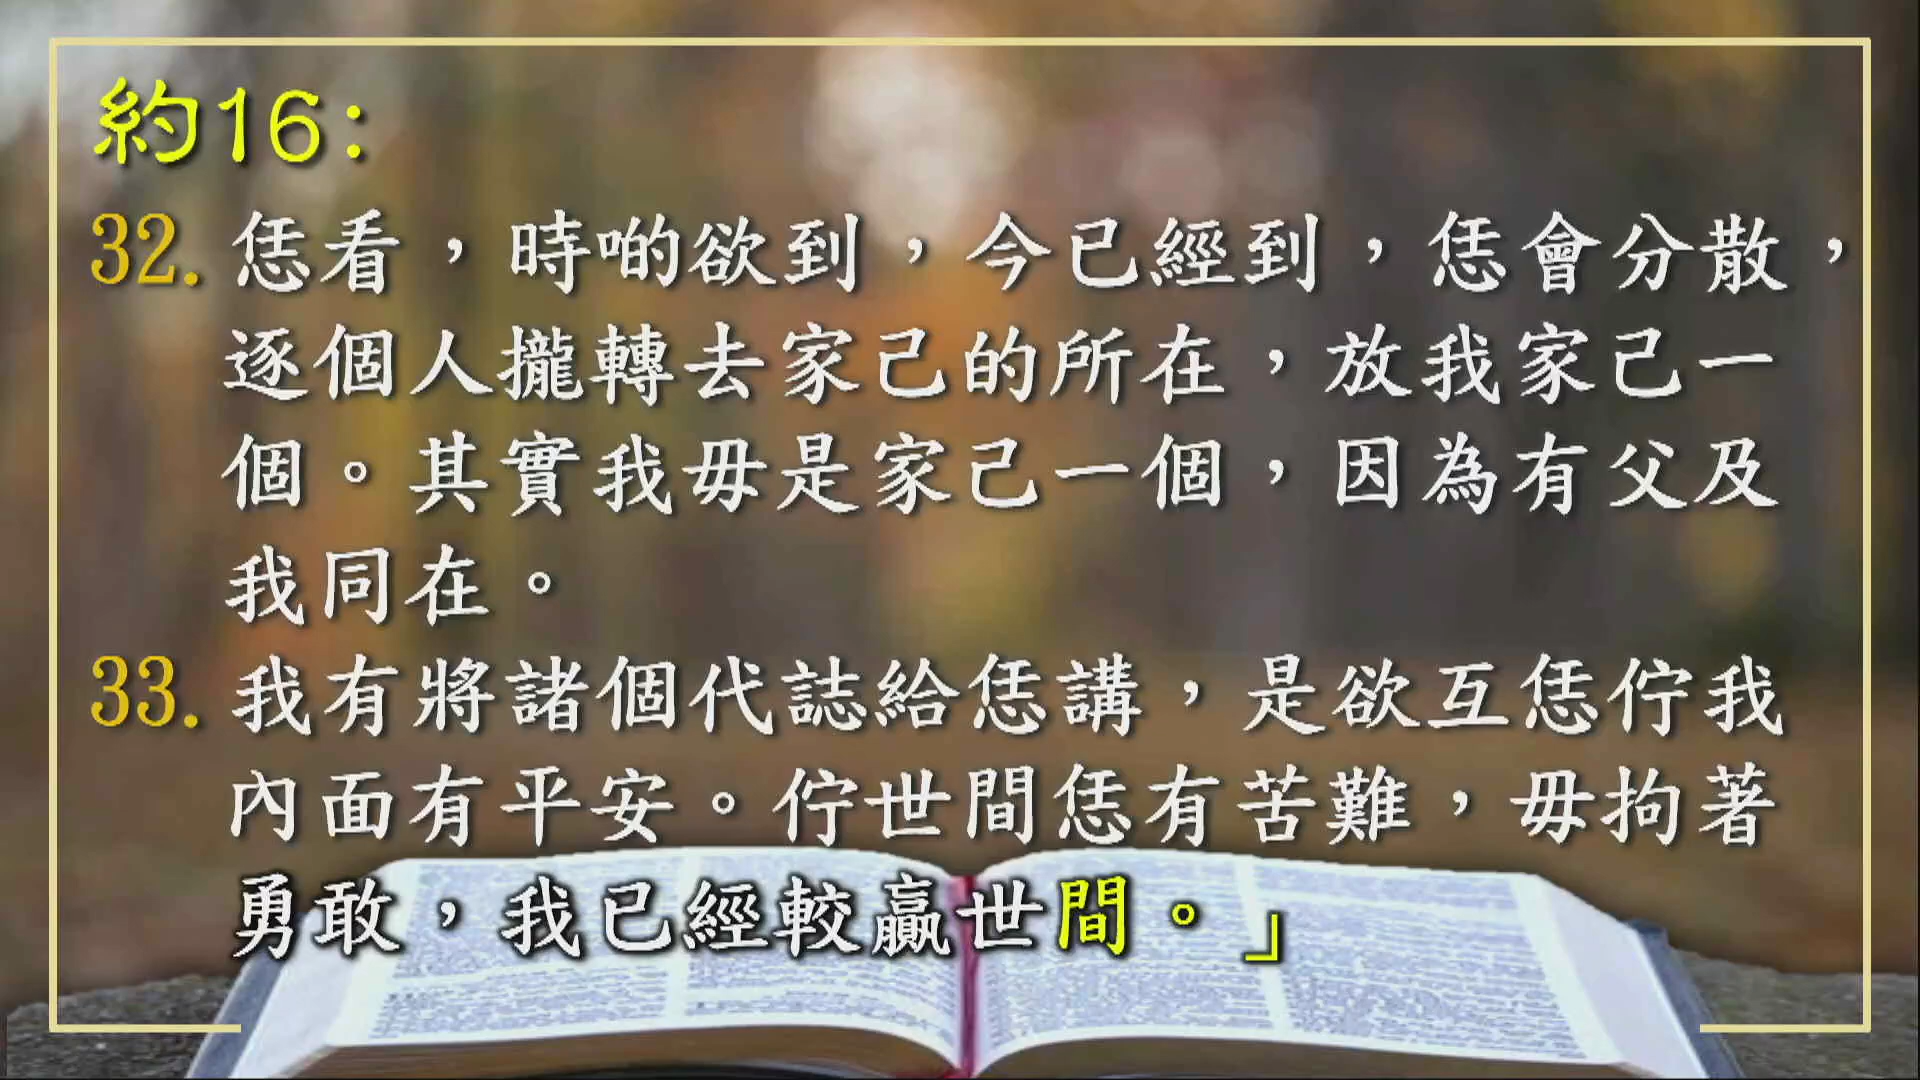 約16:
32. 恁看，時啲欲到，今已經到，恁會分散，
逐個人攏轉去家己的所在，放我家己一
個。其實我毋是家己一個，因為有父及
我同在。
33. 我有將諸個代誌給恁講，是欲互恁佇我
內面有平安。佇世間恁有苦難，毋拘著
勇敢，我已經較贏世間。」